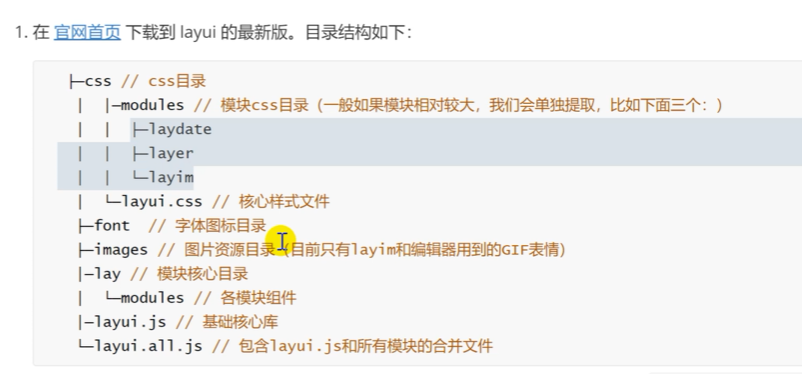 1. 在 官网首页 下载到 layui 的最新版。目录结构如下：
├─css // css目录
│ │─modules // 模块css目录（一般如果模块相对较大，我们会单独提取，比如下面三个：）
│ │ ├─laydate
│ │ ├─layer
│ │ └─layim
│ └─layui.css // 核心样式文件
├─font // 字体图标目录
├─images // 图片资源目录（目前只有layim和编辑器用到的GIF表情）
│─lay // 模块核心目录
│ └─modules // 各模块组件
│─layui.js // 基础核心库
└─layui.all.js // 包含layui.js和所有模块的合并文件